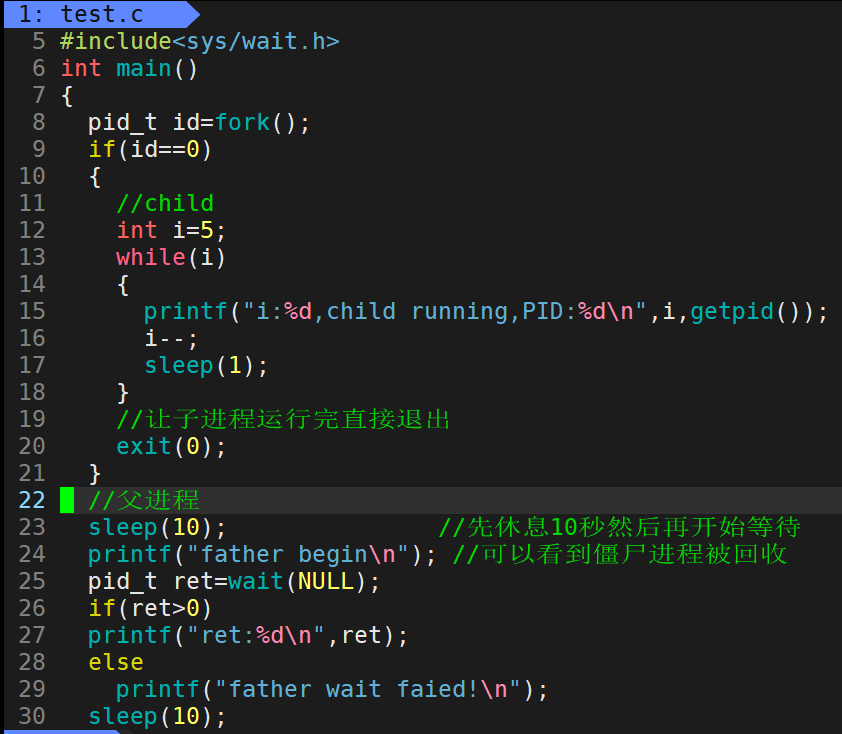 1: test.c
5 #include<sys/wait.h>
6 int main()
7 {
8   pid_t id=fork();
9   if(id==0)
10   {
11     //child
12     int i=5;
13     while(i)
14     {
15       printf("i:%d,child running,PID:%d\n",i,getpid());
16       i--;
17       sleep(1);
18     }
19     //让子进程运行完直接退出
20     exit(0);
21   }
22   //父进程
23   sleep(10);               //先休息10秒然后再开始等待
24   printf("father begin\n"); //可以看到僵尸进程被回收
25   pid_t ret=wait(NULL);
26   if(ret>0)
27   printf("ret:%d\n",ret);
28   else
29     printf("father wait faied!\n");
30   sleep(10);